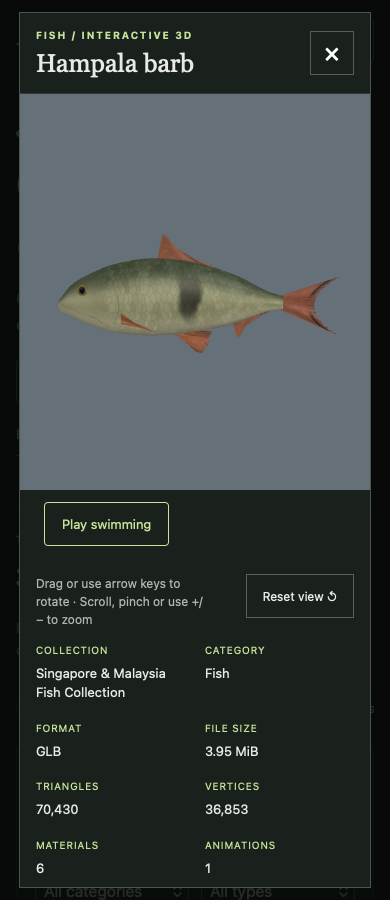 FISH / INTERACTIVE 3D
Hampala barb
×
Play swimming
Drag or use arrow keys to
rotate · Scroll, pinch or use +/
− to zoom
Reset view ↺
COLLECTION
Singapore & Malaysia
Fish Collection
CATEGORY
Fish
FORMAT
GLB
FILE SIZE
3.95 MiB
TRIANGLES
70,430
VERTICES
36,853
MATERIALS
6
ANIMATIONS
1
All categories
All types